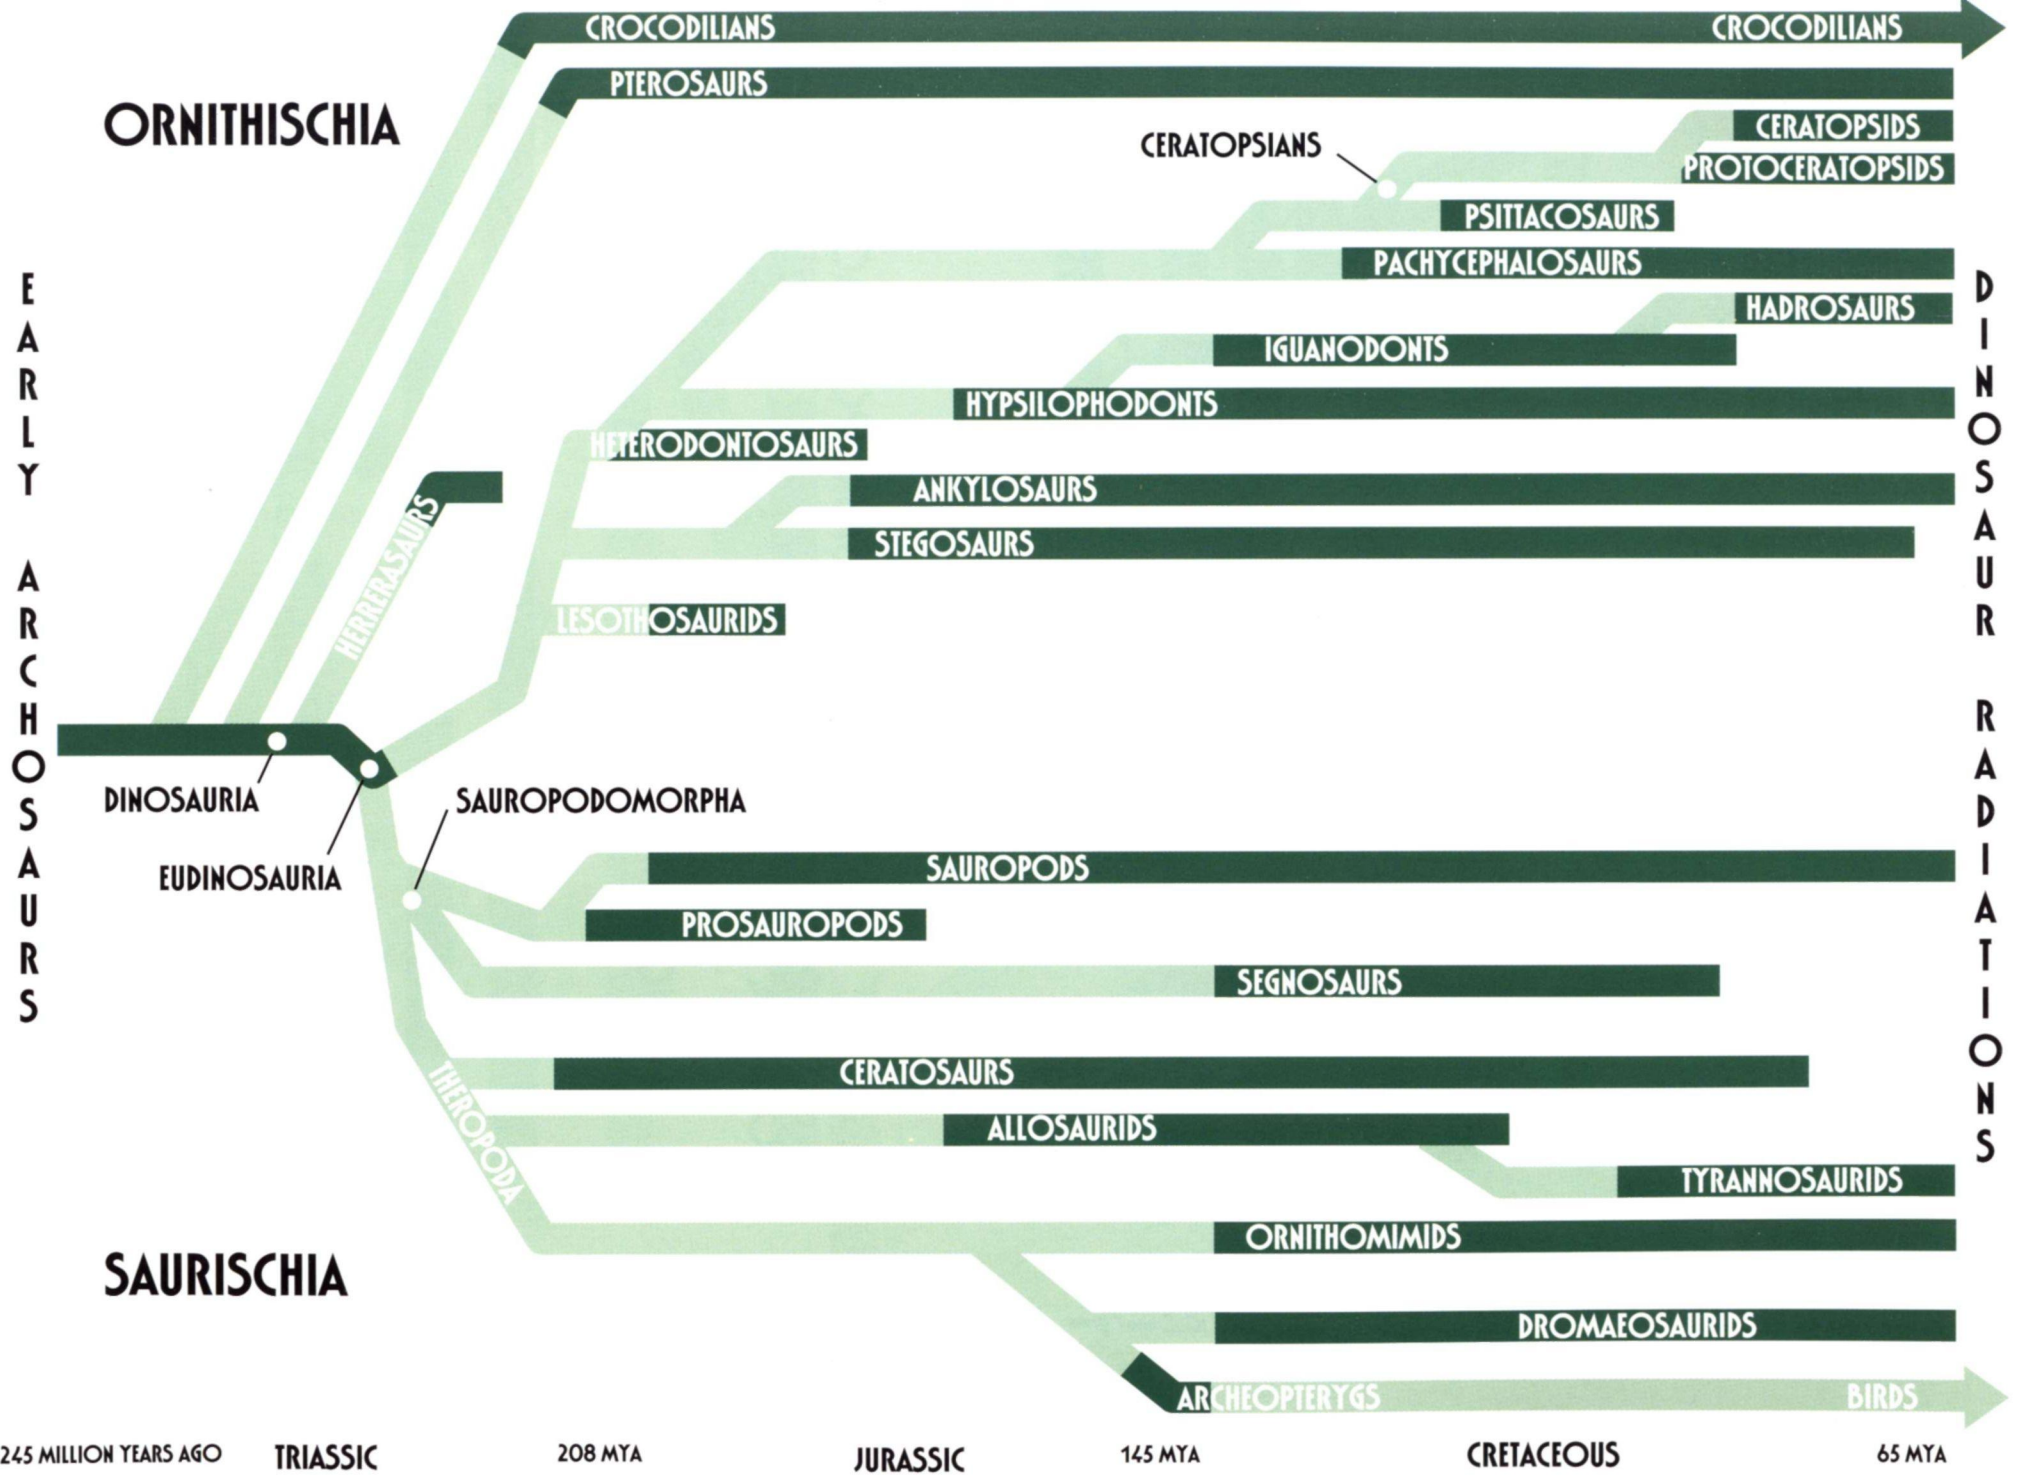 CROCODILIANS CROCODILIANS
PTEROSAURS
ORNITHISCHIA
CERATOPSIDS
CERATOPSIANS
PROTOCERATOPSIDS
PSITTACOSAURS
PACHYCEPHALOSAURS
HADROSAURS
IGUANODONTS
HYPSILOPHODONTS
HETERODONTOSAURS
ANKYLOSAURS
STEGOSAURS
HERRERASAURS
LESOTHOSAURIDS
EARLY ARCHOSAURS
DINOSAUR RADIATIONS
DINOSAURIA
SAUROPODOMORPHA
EUDINOSAURIA
SAUROPODS
PROSAUROPODS
SEGNOSAURS
CERATOSAURS
THEROPODA
ALLOSAURIDS
TYRANNOSAURIDS
ORNITHOMIMIDS
SAURISCHIA
DROMAEOSAURIDS
ARCHEOPTERYGS BIRDS
245 MILLION YEARS AGO TRIASSIC 208 MYA JURASSIC 145 MYA CRETACEOUS 65 MYA